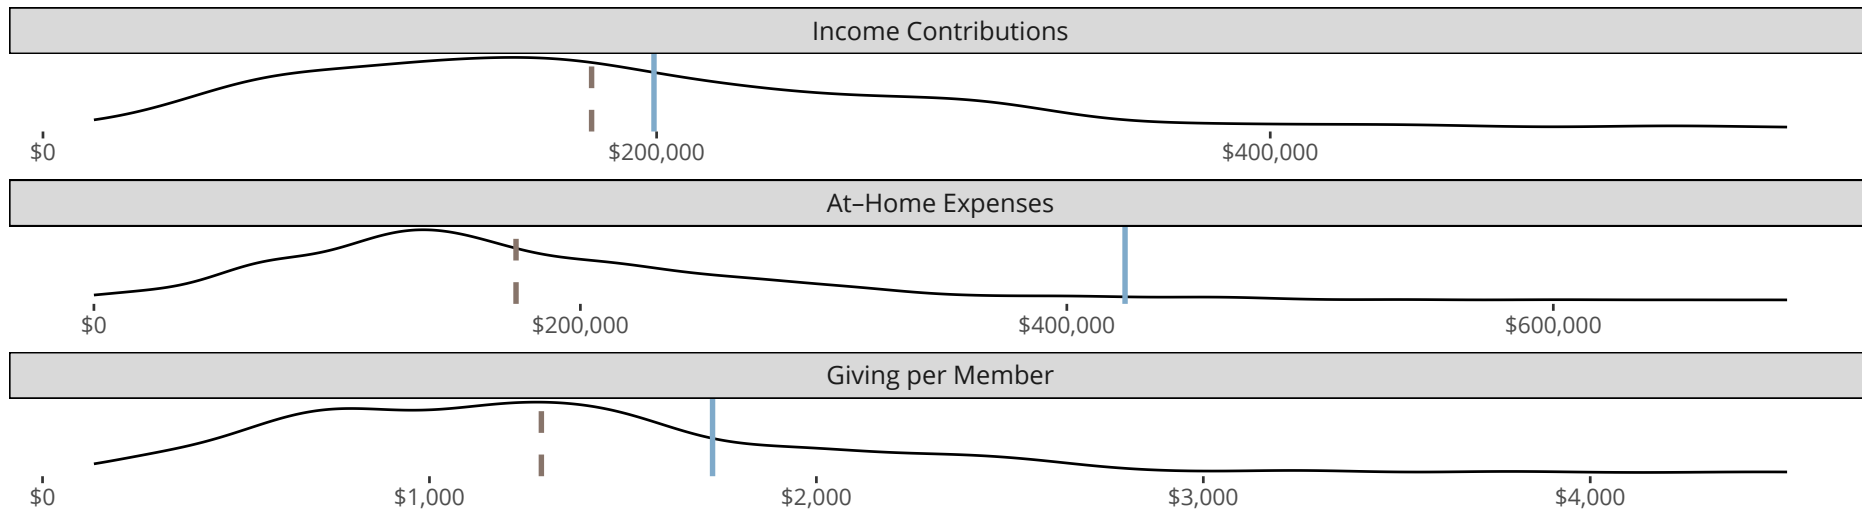 Income Contributions
$0 $200,000 $400,000
At–Home Expenses
$0 $200,000 $400,000 $600,000
Giving per Member
$0 $1,000 $2,000 $3,000 $4,000